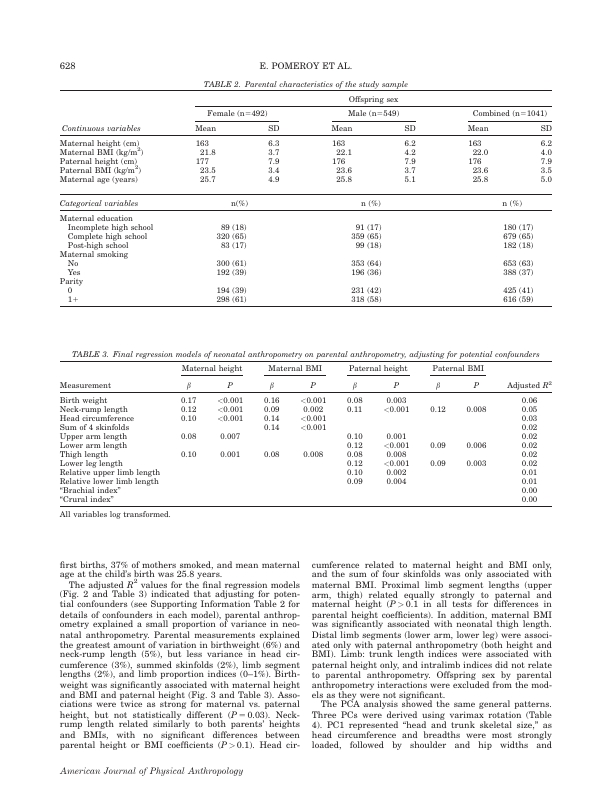 628 E. POMEROY ET AL.
TABLE 2. Parental characteristics of the study sample
Offspring sex
Female (n=492) Male (n=549) Combined (n=1041)
Continuous variables Mean SD Mean SD Mean SD
Maternal height (cm) 163 6.3 163 6.2 163 6.2
Maternal BMI (kg/m²) 21.8 3.7 22.1 4.2 22.0 4.0
Paternal height (cm) 177 7.9 176 7.9 176 7.9
Paternal BMI (kg/m²) 23.5 3.4 23.6 3.7 23.6 3.5
Maternal age (years) 25.7 4.9 25.8 5.1 25.8 5.0
Categorical variables n(%) n (%) n (%)
Maternal education
Incomplete high school 89 (18) 91 (17) 180 (17)
Complete high school 320 (65) 359 (65) 679 (65)
Post-high school 83 (17) 99 (18) 182 (18)
Maternal smoking
No 300 (61) 353 (64) 653 (63)
Yes 192 (39) 196 (36) 388 (37)
Parity
0 194 (39) 231 (42) 425 (41)
1+ 298 (61) 318 (58) 616 (59)
TABLE 3. Final regression models of neonatal anthropometry on parental anthropometry, adjusting for potential confounders
Maternal height Maternal BMI Paternal height Paternal BMI
Measurement β P β P β P β P Adjusted R²
Birth weight 0.17 <0.001 0.16 <0.001 0.08 0.003 0.06
Neck-rump length 0.12 <0.001 0.09 0.002 0.11 <0.001 0.12 0.008 0.05
Head circumference 0.10 <0.001 0.14 <0.001 0.03
Sum of 4 skinfolds 0.14 <0.001 0.02
Upper arm length 0.08 0.007 0.10 0.001 0.02
Lower arm length 0.12 <0.001 0.09 0.006 0.02
Thigh length 0.10 0.001 0.08 0.008 0.08 0.008 0.02
Lower leg length 0.12 <0.001 0.09 0.003 0.02
Relative upper limb length 0.10 0.002 0.01
Relative lower limb length 0.09 0.004 0.01
“Brachial index” 0.00
“Crural index” 0.00
All variables log transformed.
first births, 37% of mothers smoked, and mean maternal
age at the child's birth was 25.8 years.
The adjusted R² values for the final regression models
(Fig. 2 and Table 3) indicated that adjusting for poten-
tial confounders (see Supporting Information Table 2 for
details of confounders in each model), parental anthrop-
ometry explained a small proportion of variance in neo-
natal anthropometry. Parental measurements explained
the greatest amount of variation in birthweight (6%) and
neck-rump length (5%), but less variance in head cir-
cumference (3%), summed skinfolds (2%), limb segment
lengths (2%), and limb proportion indices (0–1%). Birth-
weight was significantly associated with maternal height
and BMI and paternal height (Fig. 3 and Table 3). Asso-
ciations were twice as strong for maternal vs. paternal
height, but not statistically different (P = 0.03). Neck-
rump length related similarly to both parents' heights
and BMIs, with no significant differences between
parental height or BMI coefficients (P > 0.1). Head cir-
cumference related to maternal height and BMI only,
and the sum of four skinfolds was only associated with
maternal BMI. Proximal limb segment lengths (upper
arm, thigh) related equally strongly to paternal and
maternal height (P > 0.1 in all tests for differences in
parental height coefficients). In addition, maternal BMI
was significantly associated with neonatal thigh length.
Distal limb segments (lower arm, lower leg) were associ-
ated only with paternal anthropometry (both height and
BMI). Limb: trunk length indices were associated with
paternal height only, and intralimb indices did not relate
to parental anthropometry. Offspring sex by parental
anthropometry interactions were excluded from the mod-
els as they were not significant.
The PCA analysis showed the same general patterns.
Three PCs were derived using varimax rotation (Table
4). PC1 represented “head and trunk skeletal size,” as
head circumference and breadths were most strongly
loaded, followed by shoulder and hip widths and
American Journal of Physical Anthropology